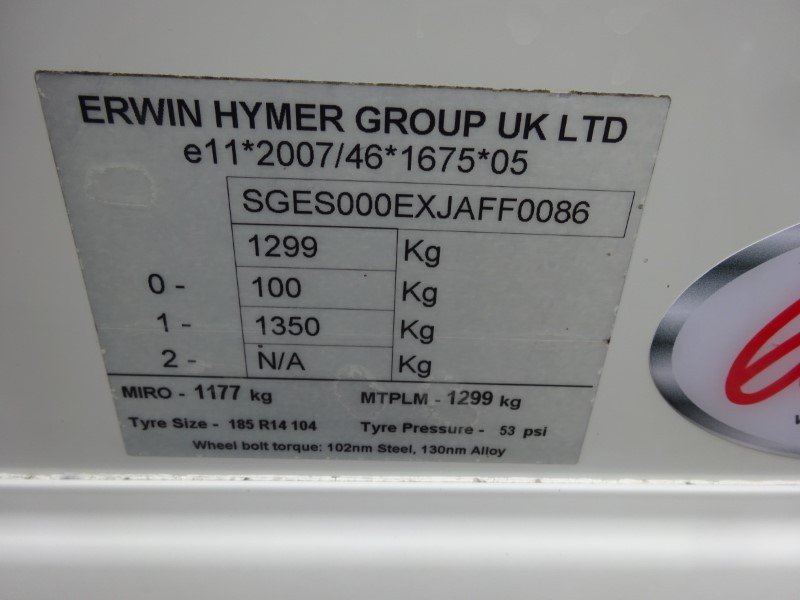 ERWIN HYMER GROUP UK LTD
e11*2007/46*1675*05
SGES000EXJAFF0086
1299 Kg
0 - 100 Kg
1 - 1350 Kg
2 - N/A Kg
MIRO - 1177 kg MTPLM - 1299 kg
Tyre Size - 185 R14 104 Tyre Pressure - 53 psi
Wheel bolt torque: 102nm Steel, 130nm Alloy